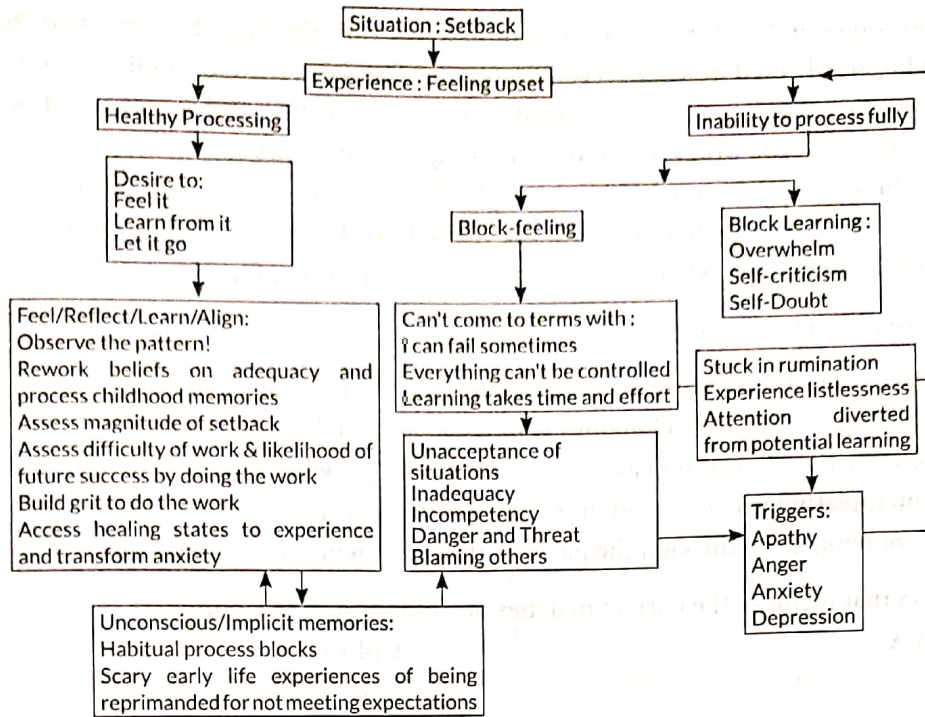 Situation : Setback
Experience : Feeling upset
Healthy Processing
Inability to process fully
Desire to:
Feel it
Learn from it
Let it go
Block-feeling
Block Learning :
Overwhelm
Self-criticism
Self-Doubt
Feel/Reflect/Learn/Align:
Observe the pattern!
Rework beliefs on adequacy and
process childhood memories
Assess magnitude of setback
Assess difficulty of work & likelihood of
future success by doing the work
Build grit to do the work
Access healing states to experience
and transform anxiety
Can't come to terms with :
I can fail sometimes
Everything can't be controlled
Learning takes time and effort
Stuck in rumination
Experience listlessness
Attention diverted
from potential learning
Unacceptance of
situations
Inadequacy
Incompetency
Danger and Threat
Blaming others
Triggers:
Apathy
Anger
Anxiety
Depression
Unconscious/Implicit memories:
Habitual process blocks
Scary early life experiences of being
reprimanded for not meeting expectations